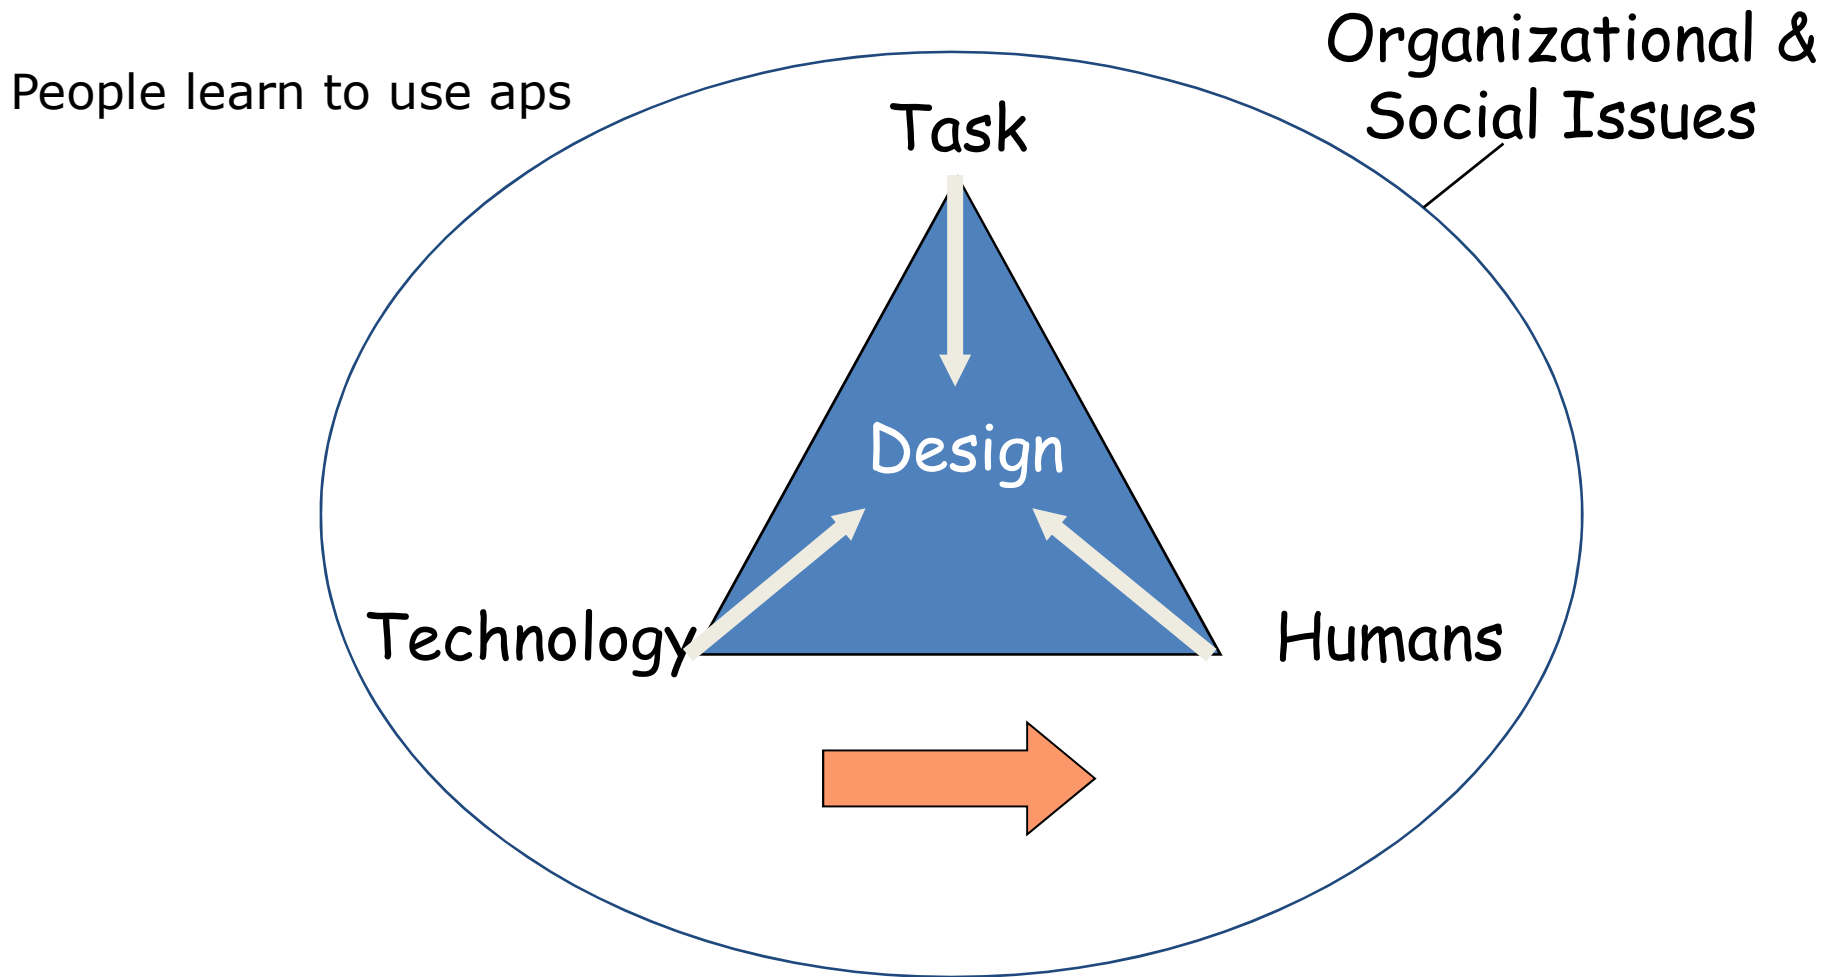 People learn to use aps
Organizational &
Social Issues
Task
Design
Technology
Humans